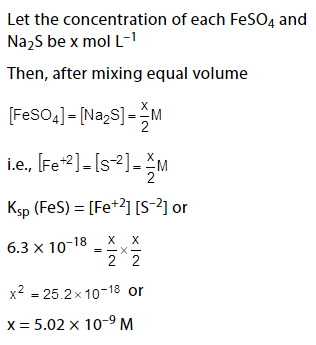 Let the concentration of each FeSO₄ and
Na₂S be x mol L⁻¹
Then, after mixing equal volume
[FeSO₄] = [Na₂S] = x/2 M
i.e., [Fe⁺²] = [s⁻²] = x/2 M
Ksp (FeS) = [Fe⁺²] [S⁻²] or
6.3 × 10⁻¹⁸ = x/2 × x/2
x² = 25.2 × 10⁻¹⁸ or
x = 5.02 × 10⁻⁹ M